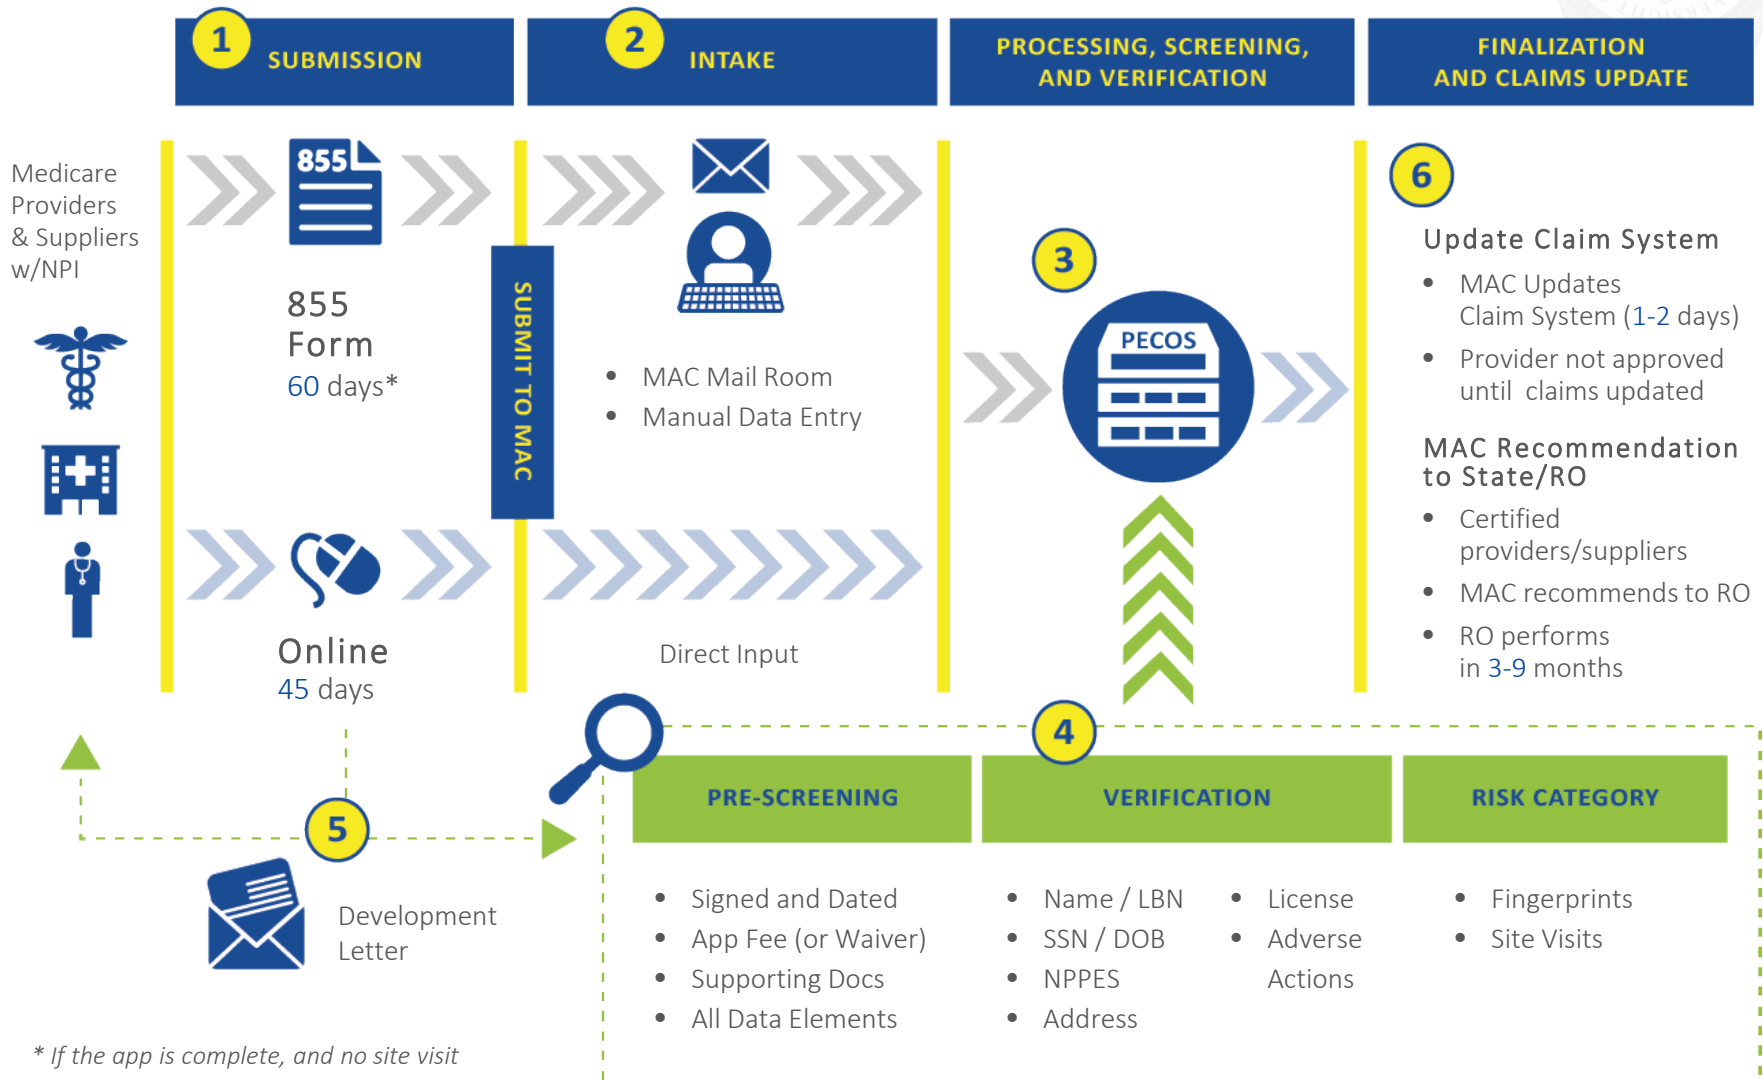 1
SUBMISSION
2
INTAKE
PROCESSING, SCREENING,
AND VERIFICATION
FINALIZATION
AND CLAIMS UPDATE
Medicare
Providers
& Suppliers
w/NPI
855
855
Form
60 days*
Online
45 days
SUBMIT TO MAC
• MAC Mail Room
• Manual Data Entry
Direct Input
3
PECOS
6
Update Claim System
• MAC Updates
Claim System (1-2 days)
• Provider not approved
until claims updated
MAC Recommendation
to State/RO
• Certified
providers/suppliers
• MAC recommends to RO
• RO performs
in 3-9 months
4
PRE-SCREENING
• Signed and Dated
• App Fee (or Waiver)
• Supporting Docs
• All Data Elements
VERIFICATION
• Name / LBN
• SSN / DOB
• NPPES
• Address
• License
• Adverse
Actions
RISK CATEGORY
• Fingerprints
• Site Visits
5
Development
Letter
* If the app is complete, and no site visit